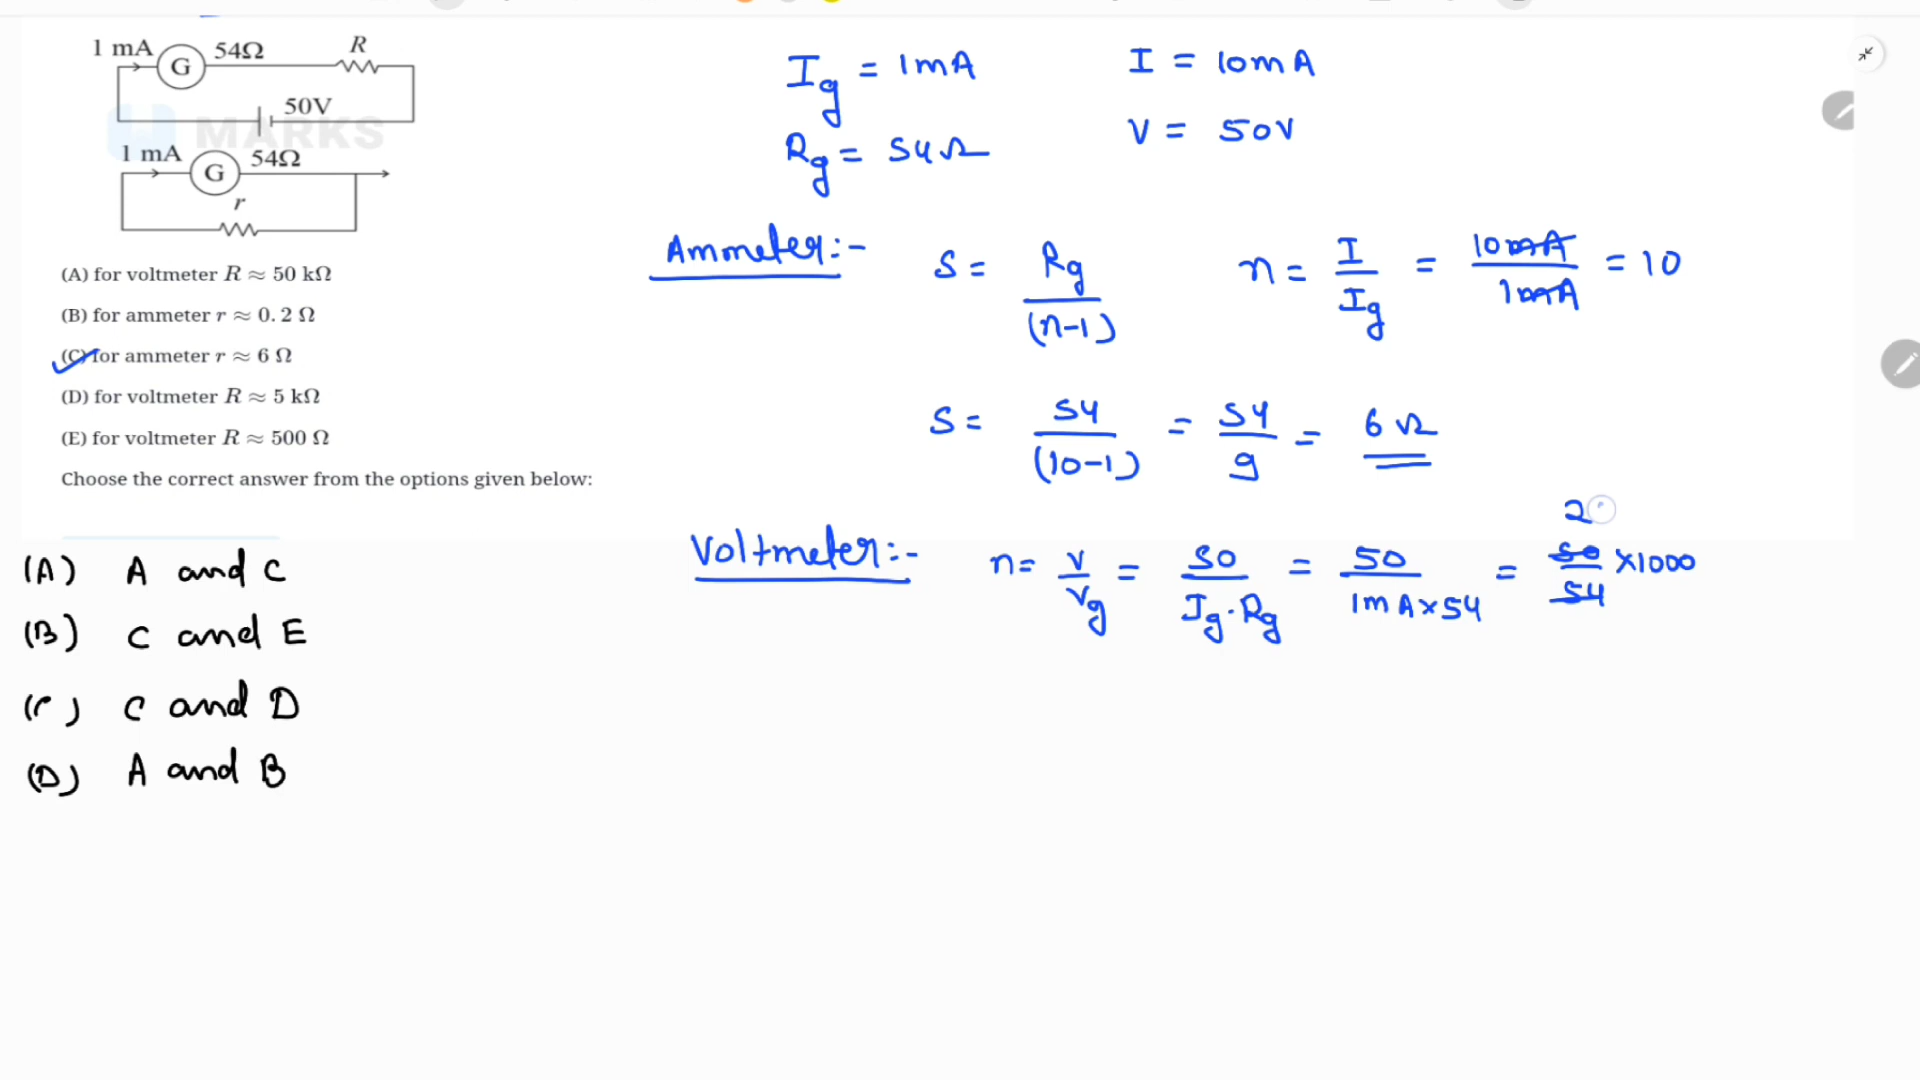 1 mA G 54Ω R
50V
MARKS
1 mA G 54Ω
r
(A) for voltmeter R ≈ 50 kΩ
(B) for ammeter r ≈ 0.2 Ω
(C) for ammeter r ≈ 6 Ω
(D) for voltmeter R ≈ 5 kΩ
(E) for voltmeter R ≈ 500 Ω
Choose the correct answer from the options given below:
(A) A and C
(B) C and E
(C) C and D
(D) A and B
Ig = 1mA I = 10mA
Rg = 54Ω V = 50V
Ammeter:- S = Rg/(n-1) n = I/Ig = 10mA/1mA = 10
S = 54/(10-1) = 54/9 = 6Ω
Voltmeter:- n = V/Vg = 50/Ig·Rg = 50/1mA×54 = 50/54 ×1000
2